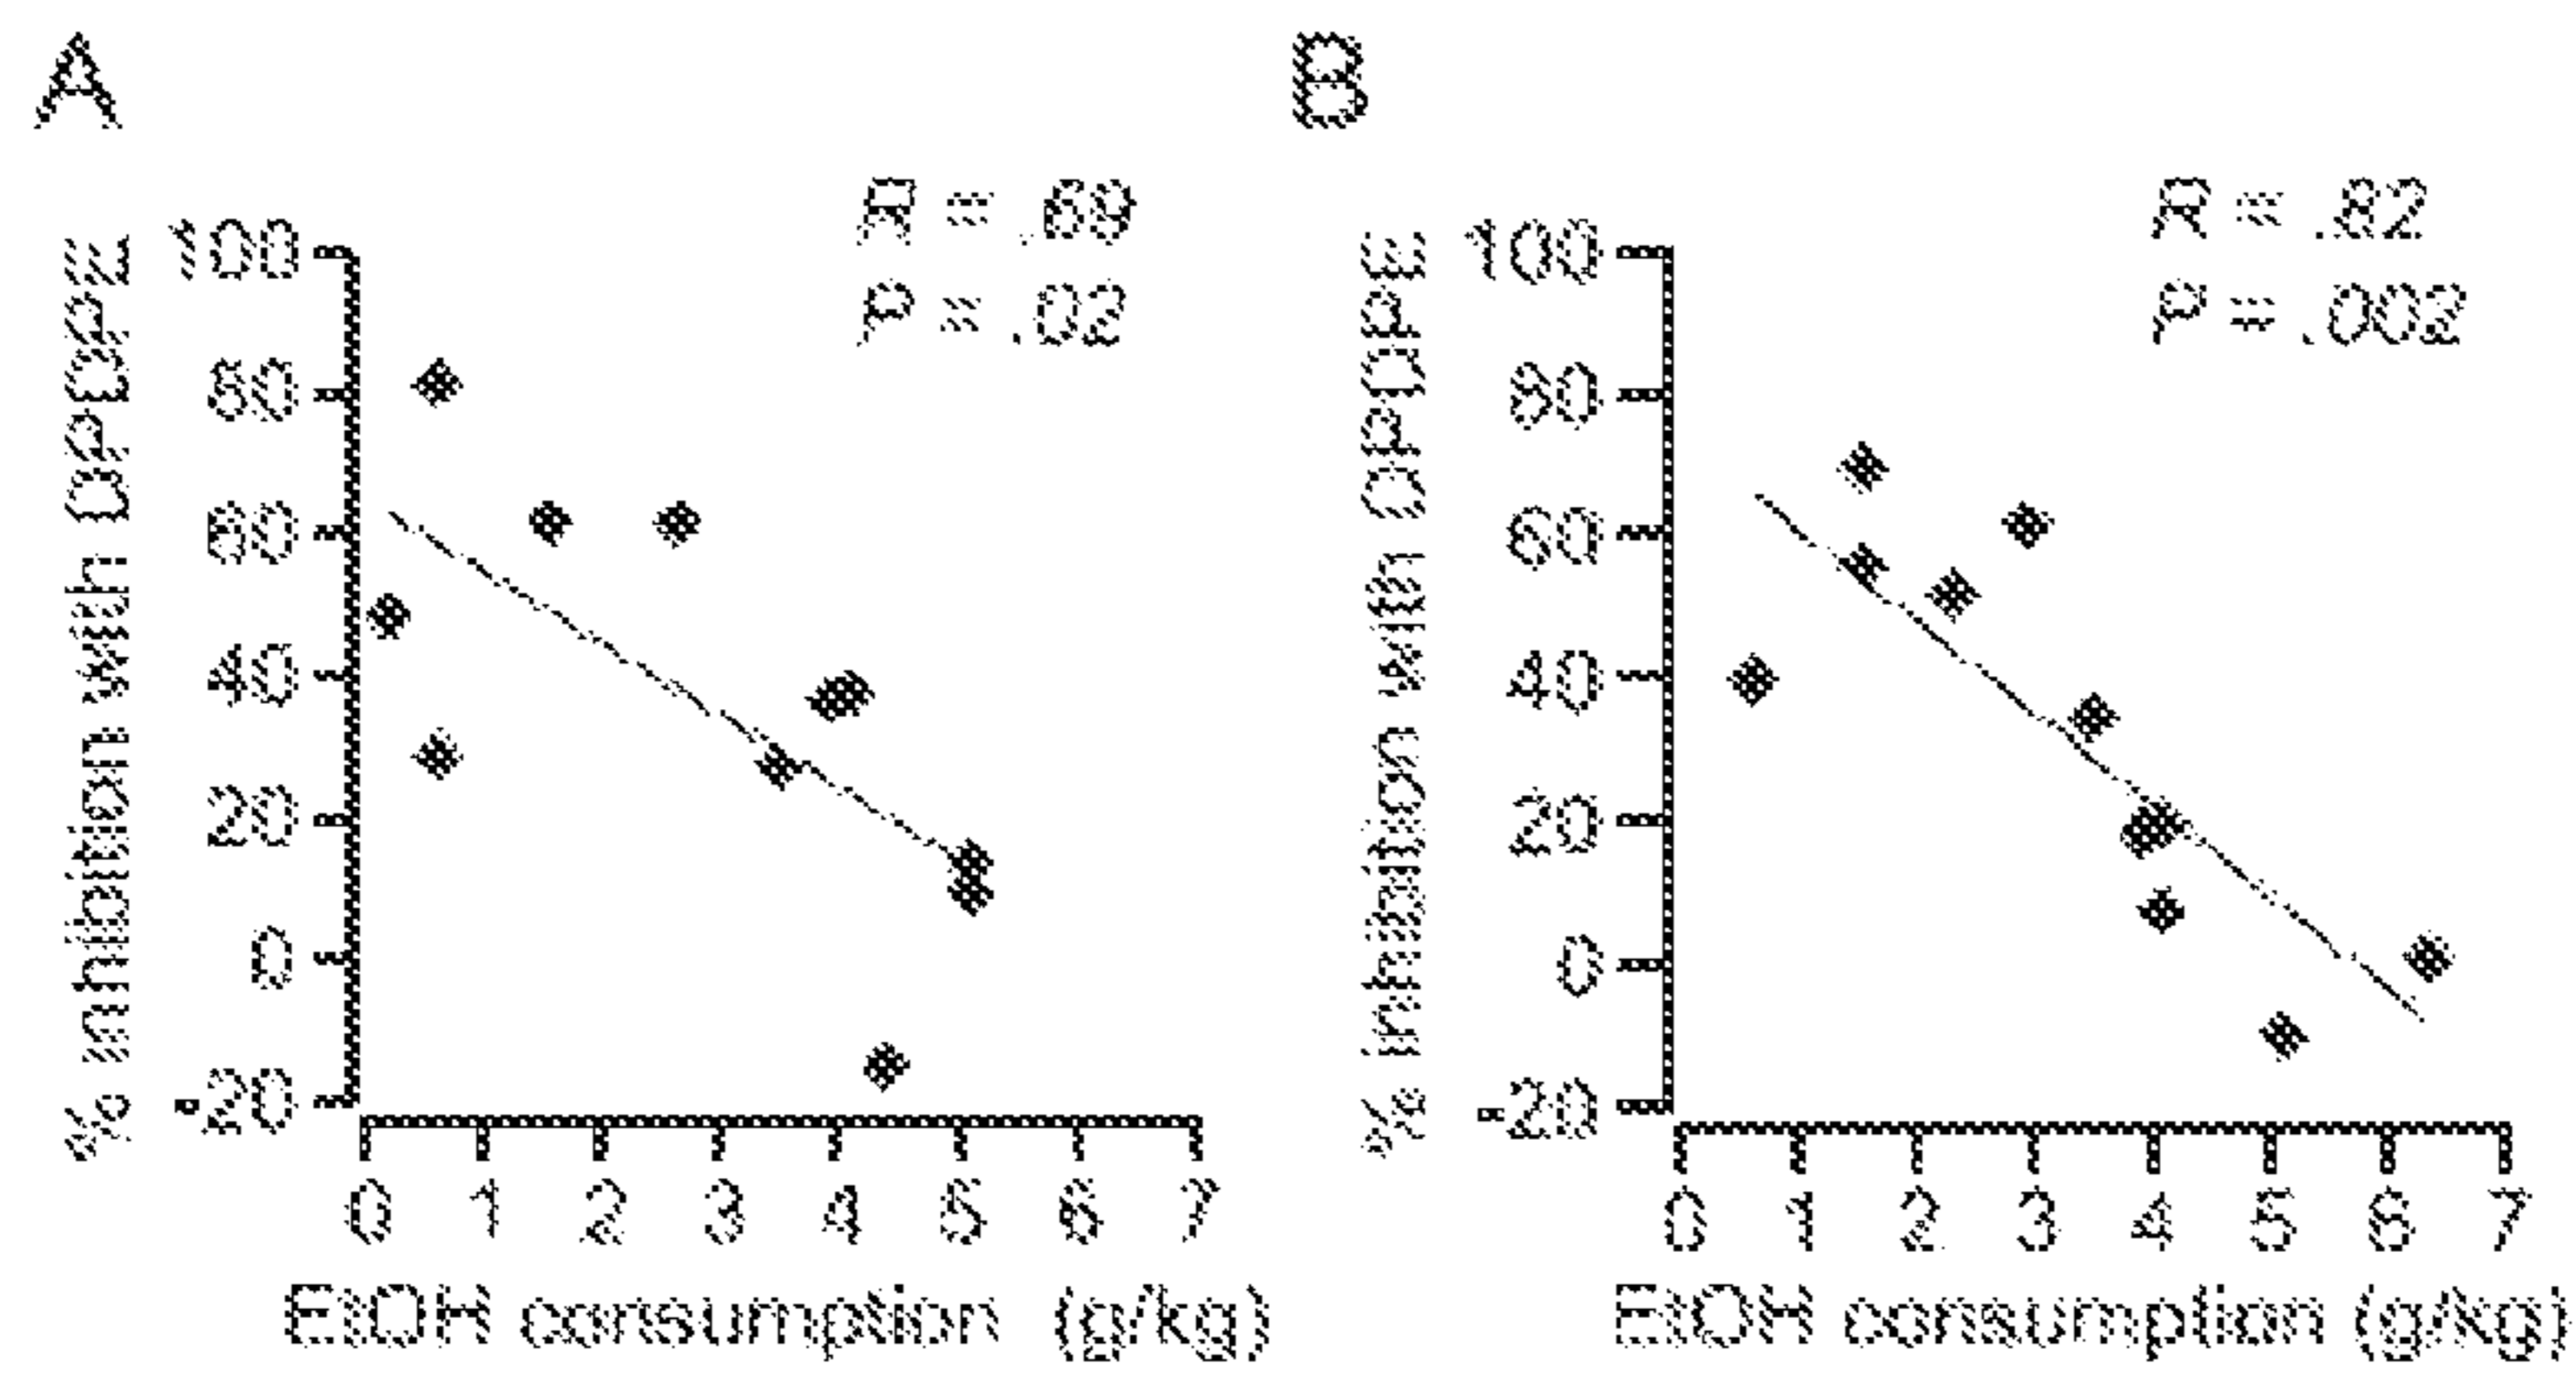 A
R = .69
P = .02
% inhibition with DPDPE
100
80
60
40
20
0
-20
0 1 2 3 4 5 6 7
EtOH consumption (g/kg)
B
R = .82
P = .002
% inhibition with DPDPE
100
80
60
40
20
0
-20
0 1 2 3 4 5 6 7
EtOH consumption (g/kg)